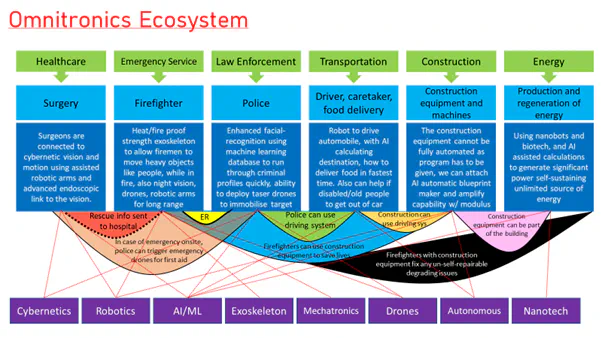 Omnitronics Ecosystem
Healthcare
Emergency Service
Law Enforcement
Transportation
Construction
Energy
Surgery
Firefighter
Police
Driver, caretaker,
food delivery
Construction
equipment and
machines
Production and
regeneration of
energy
Surgeons are
connected to
cybernetic vision and
motion using assisted
robotic arms and
advanced endoscopic
link to the vision.
Heat/fire proof
strength exoskeleton
to allow firemen to
move heavy objects
like people, while in
fire, also night vision,
drones, robotic arms
for long range
Enhanced facial-
recognition using
machine learning
database to run
through criminal
profiles quickly, ability
to deploy taser drones
to immobilise target
Robot to drive
automobile, with AI
calculating
destination, how to
deliver food in fastest
time. Also can help if
disabled/old people
to get out of car
The construction
equipment cannot be
fully automated as
program has to be
given, we can attach
AI automatic blueprint
maker and amplify
capability w/ modulus
Using nanobots and
biotech, and AI
assisted calculations
to generate significant
power self-sustaining
unlimited source of
energy
Rescue info sent
to hospital
ER
Police can use
driving system
Construction can
use driving sys
Construction
equipment can be part
of the building
In case of emergency onsite,
police can trigger emergency
drones for first aid
Firefighters can use construction
equipment to save lives
Firefighters with construction
equipment fix any un-self-repairable
degrading issues
Cybernetics
Robotics
AI/ML
Exoskeleton
Mechatronics
Drones
Autonomous
Nanotech